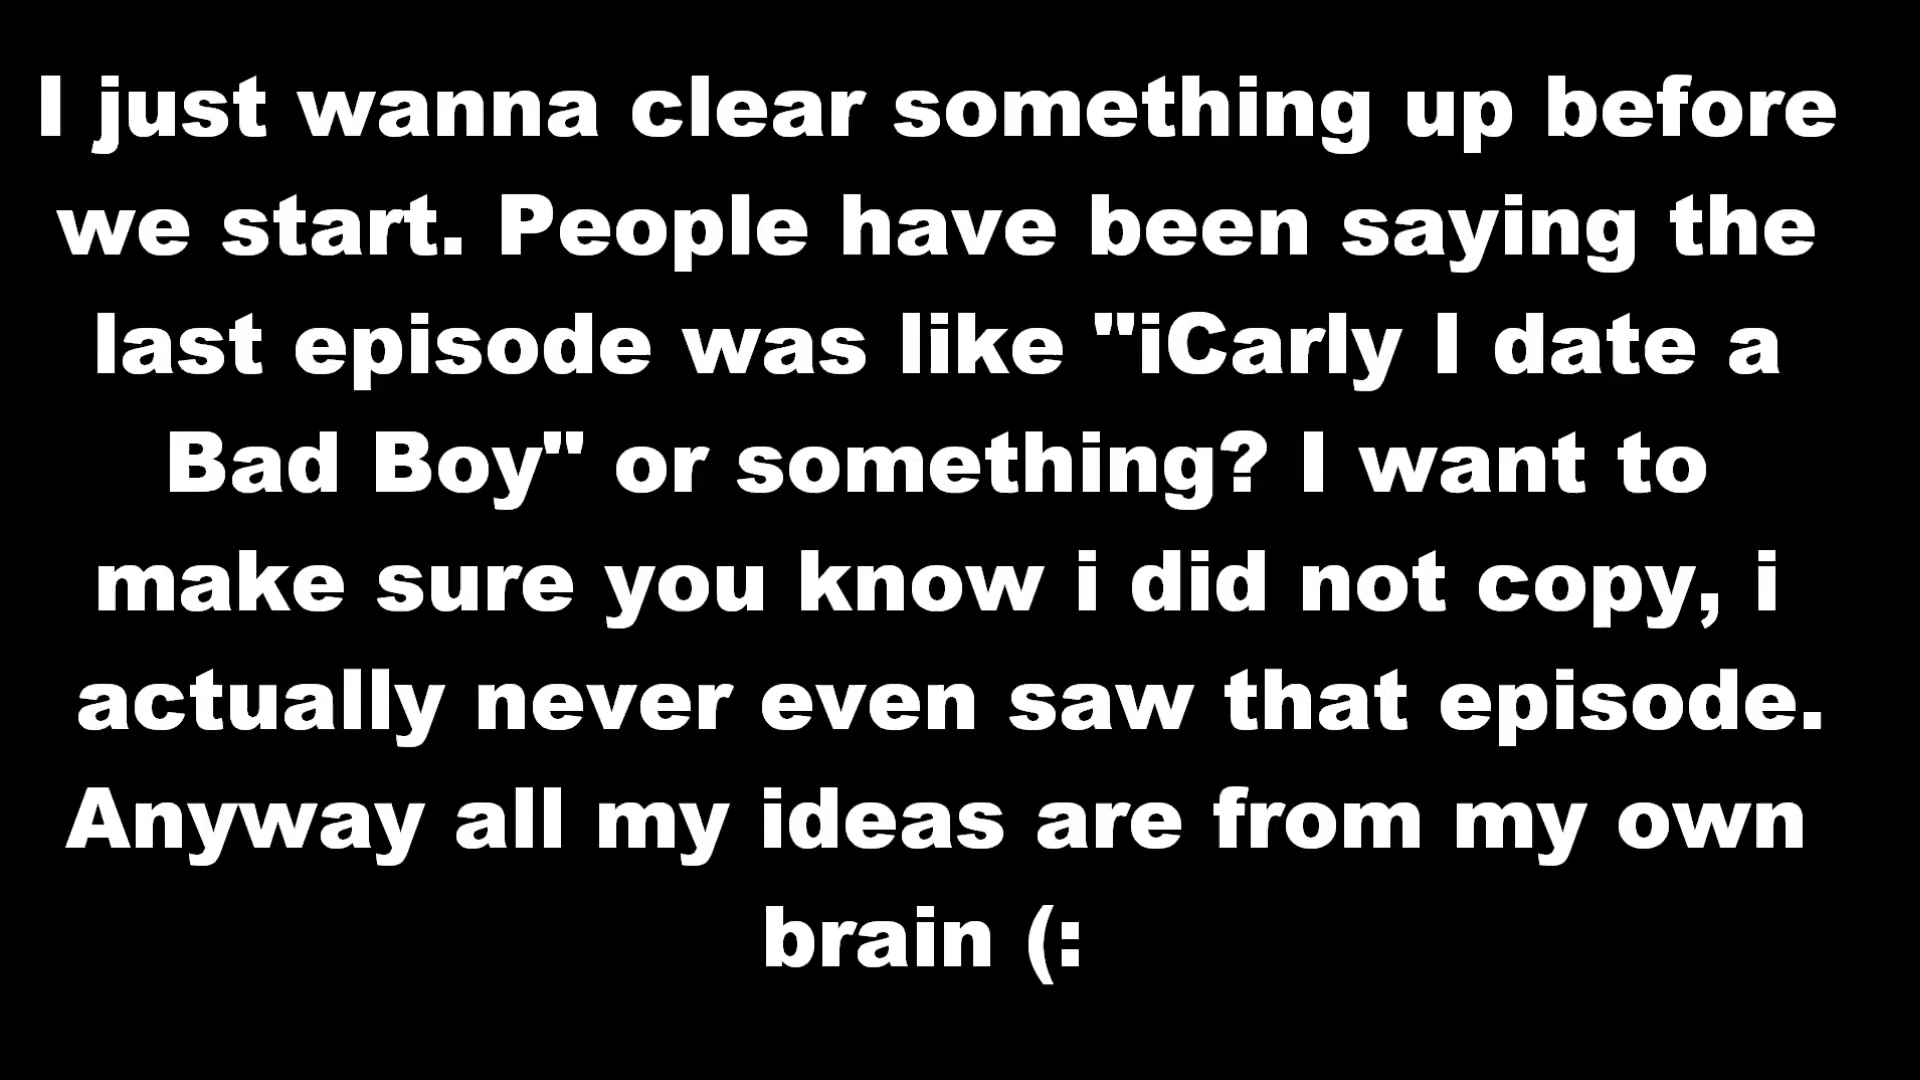 I just wanna clear something up before
we start. People have been saying the
last episode was like "iCarly I date a
Bad Boy" or something? I want to
make sure you know i did not copy, i
actually never even saw that episode.
Anyway all my ideas are from my own
brain (: